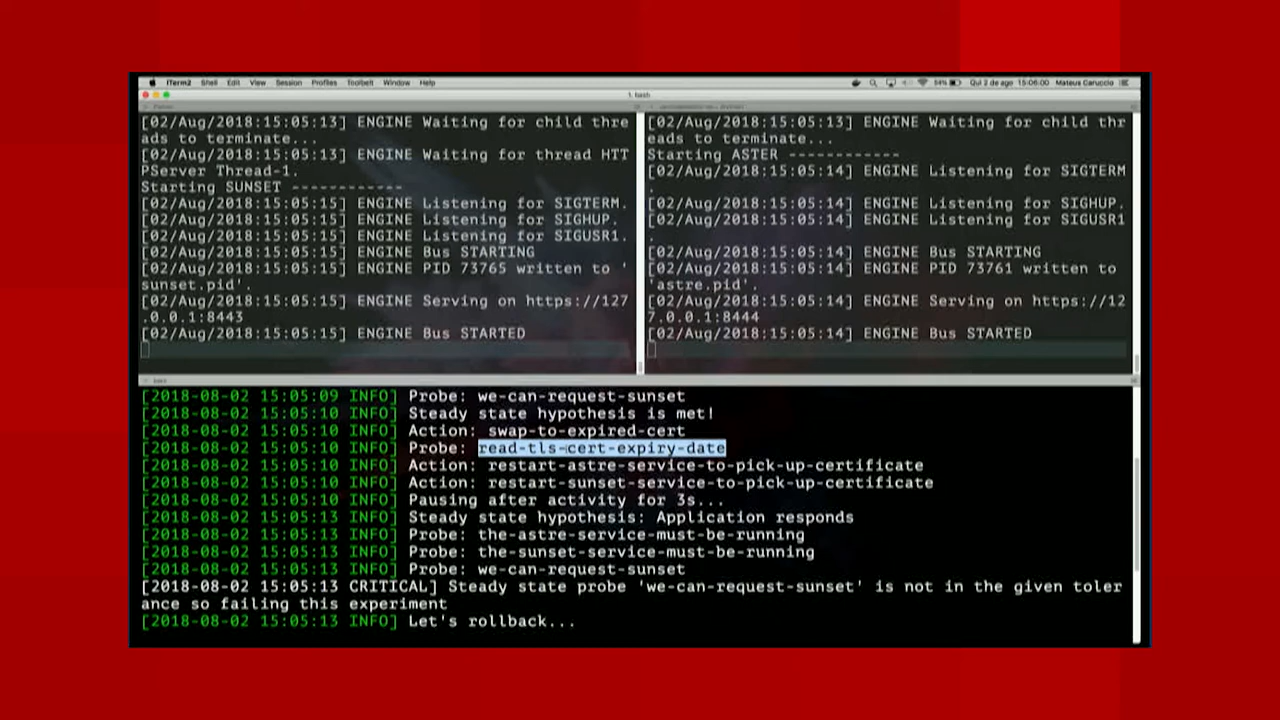 iTerm2 Shell Edit View Session Profiles Toolbelt Window Help
54% Qui 2 de ago 15:06:00 Mateus Caruccio
1. bash
[02/Aug/2018:15:05:13] ENGINE Waiting for child thre
ads to terminate...
[02/Aug/2018:15:05:13] ENGINE Waiting for thread HTT
PServer Thread-1.
Starting SUNSET ------------
[02/Aug/2018:15:05:15] ENGINE Listening for SIGTERM.
[02/Aug/2018:15:05:15] ENGINE Listening for SIGHUP.
[02/Aug/2018:15:05:15] ENGINE Listening for SIGUSR1.
[02/Aug/2018:15:05:15] ENGINE Bus STARTING
[02/Aug/2018:15:05:15] ENGINE PID 73765 written to '
sunset.pid'.
[02/Aug/2018:15:05:15] ENGINE Serving on https://127
.0.0.1:8443
[02/Aug/2018:15:05:15] ENGINE Bus STARTED
[02/Aug/2018:15:05:13] ENGINE Waiting for child thr
eads to terminate...
Starting ASTER ------------
[02/Aug/2018:15:05:14] ENGINE Listening for SIGTERM
.
[02/Aug/2018:15:05:14] ENGINE Listening for SIGHUP.
[02/Aug/2018:15:05:14] ENGINE Listening for SIGUSR1
.
[02/Aug/2018:15:05:14] ENGINE Bus STARTING
[02/Aug/2018:15:05:14] ENGINE PID 73761 written to
'astre.pid'.
[02/Aug/2018:15:05:14] ENGINE Serving on https://12
7.0.0.1:8444
[02/Aug/2018:15:05:14] ENGINE Bus STARTED
[2018-08-02 15:05:09 INFO] Probe: we-can-request-sunset
[2018-08-02 15:05:10 INFO] Steady state hypothesis is met!
[2018-08-02 15:05:10 INFO] Action: swap-to-expired-cert
[2018-08-02 15:05:10 INFO] Probe: read-tls-cert-expiry-date
[2018-08-02 15:05:10 INFO] Action: restart-astre-service-to-pick-up-certificate
[2018-08-02 15:05:10 INFO] Action: restart-sunset-service-to-pick-up-certificate
[2018-08-02 15:05:10 INFO] Pausing after activity for 3s...
[2018-08-02 15:05:13 INFO] Steady state hypothesis: Application responds
[2018-08-02 15:05:13 INFO] Probe: the-astre-service-must-be-running
[2018-08-02 15:05:13 INFO] Probe: the-sunset-service-must-be-running
[2018-08-02 15:05:13 INFO] Probe: we-can-request-sunset
[2018-08-02 15:05:13 CRITICAL] Steady state probe 'we-can-request-sunset' is not in the given toler
ance so failing this experiment
[2018-08-02 15:05:13 INFO] Let's rollback...